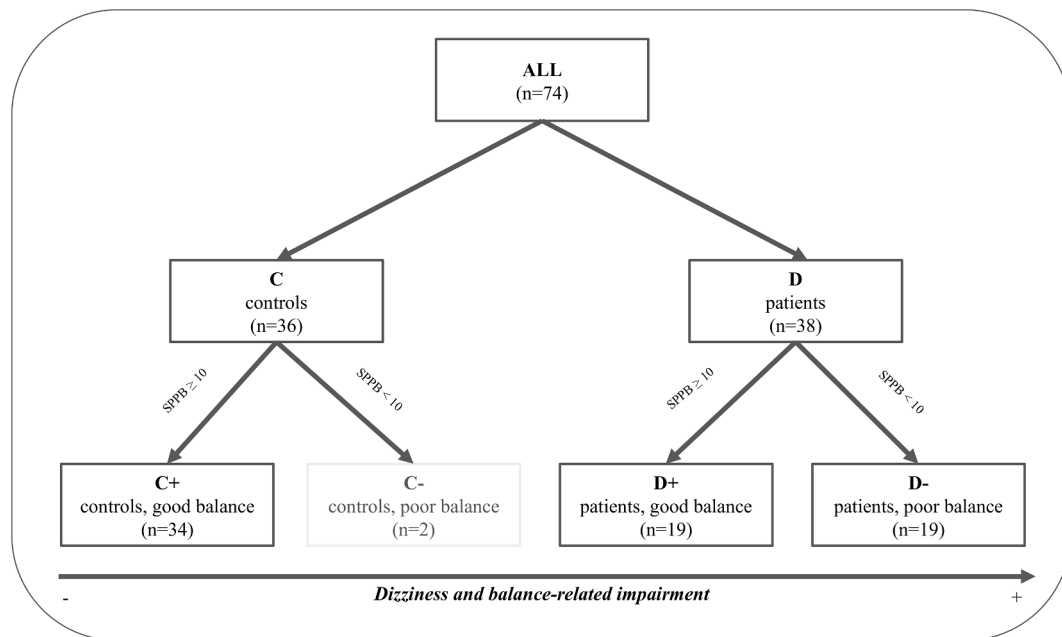 ALL
(n=74)
C
controls
(n=36)
D
patients
(n=38)
SPPB ≥ 10
SPPB < 10
SPPB ≥ 10
SPPB < 10
C+
controls, good balance
(n=34)
C-
controls, poor balance
(n=2)
D+
patients, good balance
(n=19)
D-
patients, poor balance
(n=19)
- Dizziness and balance-related impairment +